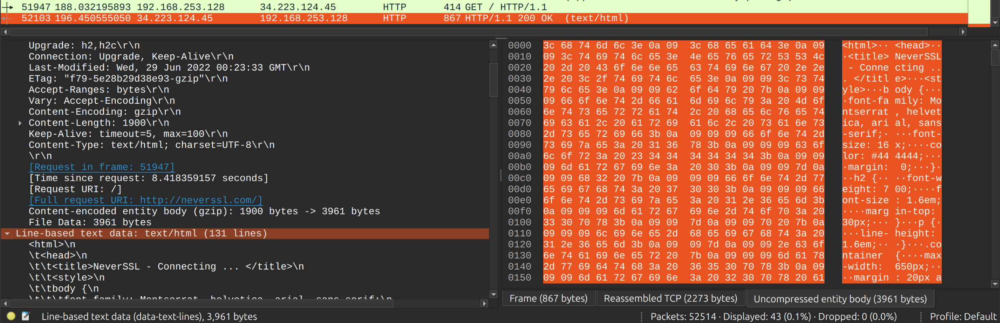 51947 188.032195893 192.168.253.128 34.223.124.45 HTTP 414 GET / HTTP/1.1
52103 196.450555050 34.223.124.45 192.168.253.128 HTTP 867 HTTP/1.1 200 OK (text/html)
Upgrade: h2,h2c\r\n
Connection: Upgrade, Keep-Alive\r\n
Last-Modified: Wed, 29 Jun 2022 00:23:33 GMT\r\n
ETag: "f79-5e28b29d38e93-gzip"\r\n
Accept-Ranges: bytes\r\n
Vary: Accept-Encoding\r\n
Content-Encoding: gzip\r\n
Content-Length: 1900\r\n
Keep-Alive: timeout=5, max=100\r\n
Content-Type: text/html; charset=UTF-8\r\n
\r\n
[Request in frame: 51947]
[Time since request: 8.418359157 seconds]
[Request URI: /]
[Full request URI: http://neverssl.com/]
Content-encoded entity body (gzip): 1900 bytes -> 3961 bytes
File Data: 3961 bytes
Line-based text data: text/html (131 lines)
<html>\n
\t<head>\n
\t\t<title>NeverSSL - Connecting ... </title>\n
\t\t<style>\n
\t\tbody {\n
\t\t\tfont-family: Montserrat, helvetica, arial, sans-serif;\n
0000 3c 68 74 6d 6c 3e 0a 09 3c 68 65 61 64 3e 0a 09 <html>·· <head>··
0010 09 3c 74 69 74 6c 65 3e 4e 65 76 65 72 53 53 4c ·<title> NeverSSL
0020 20 2d 20 43 6f 6e 6e 65 63 74 69 6e 67 20 2e 2e - Conne cting ..
0030 2e 20 3c 2f 74 69 74 6c 65 3e 0a 09 09 3c 73 74 . </titl e>···<st
0040 79 6c 65 3e 0a 09 09 62 6f 64 79 20 7b 0a 09 09 yle>···b ody {···
0050 09 66 6f 6e 74 2d 66 61 6d 69 6c 79 3a 20 4d 6f ·font-fa mily: Mo
0060 6e 74 73 65 72 72 61 74 2c 20 68 65 6c 76 65 74 ntserrat , helvet
0070 69 63 61 2c 20 61 72 69 61 6c 2c 20 73 61 6e 73 ica, ari al, sans
0080 2d 73 65 72 69 66 3b 0a 09 09 09 66 6f 6e 74 2d -serif;· ···font-
0090 73 69 7a 65 3a 20 31 36 78 3b 0a 09 09 09 63 6f size: 16 x;····co
00a0 6c 6f 72 3a 20 23 34 34 34 34 34 34 3b 0a 09 09 lor: #44 4444;···
00b0 09 6d 61 72 67 69 6e 3a 20 30 3b 0a 09 09 7d 0a ·margin: 0;···}·
00c0 09 09 68 32 20 7b 0a 09 09 09 66 6f 6e 74 2d 77 ··h2 {·· ··font-w
00d0 65 69 67 68 74 3a 20 37 30 30 3b 0a 09 09 09 66 eight: 7 00;····f
00e0 6f 6e 74 2d 73 69 7a 65 3a 20 31 2e 36 65 6d 3b ont-size : 1.6em;
00f0 0a 09 09 09 6d 61 72 67 69 6e 2d 74 6f 70 3a 20 ····marg in-top:
0100 33 30 70 78 3b 0a 09 09 7d 0a 09 09 70 20 7b 0a 30px;··· }···p {·
0110 09 09 09 6c 69 6e 65 2d 68 65 69 67 68 74 3a 20 ···line- height:
0120 31 2e 36 65 6d 3b 0a 09 09 7d 0a 09 09 2e 63 6f 1.6em;·· ·}···.co
0130 6e 74 61 69 6e 65 72 20 7b 0a 09 09 09 6d 61 78 ntainer {····max
0140 2d 77 69 64 74 68 3a 20 36 35 30 70 78 3b 0a 09 -width: 650px;··
0150 09 09 6d 61 72 67 69 6e 3a 20 32 30 70 78 20 61 ··margin : 20px a
Frame (867 bytes) Reassembled TCP (2273 bytes) Uncompressed entity body (3961 bytes)
Line-based text data (data-text-lines), 3,961 bytes Packets: 52514 · Displayed: 43 (0.1%) · Dropped: 0 (0.0%) Profile: Default